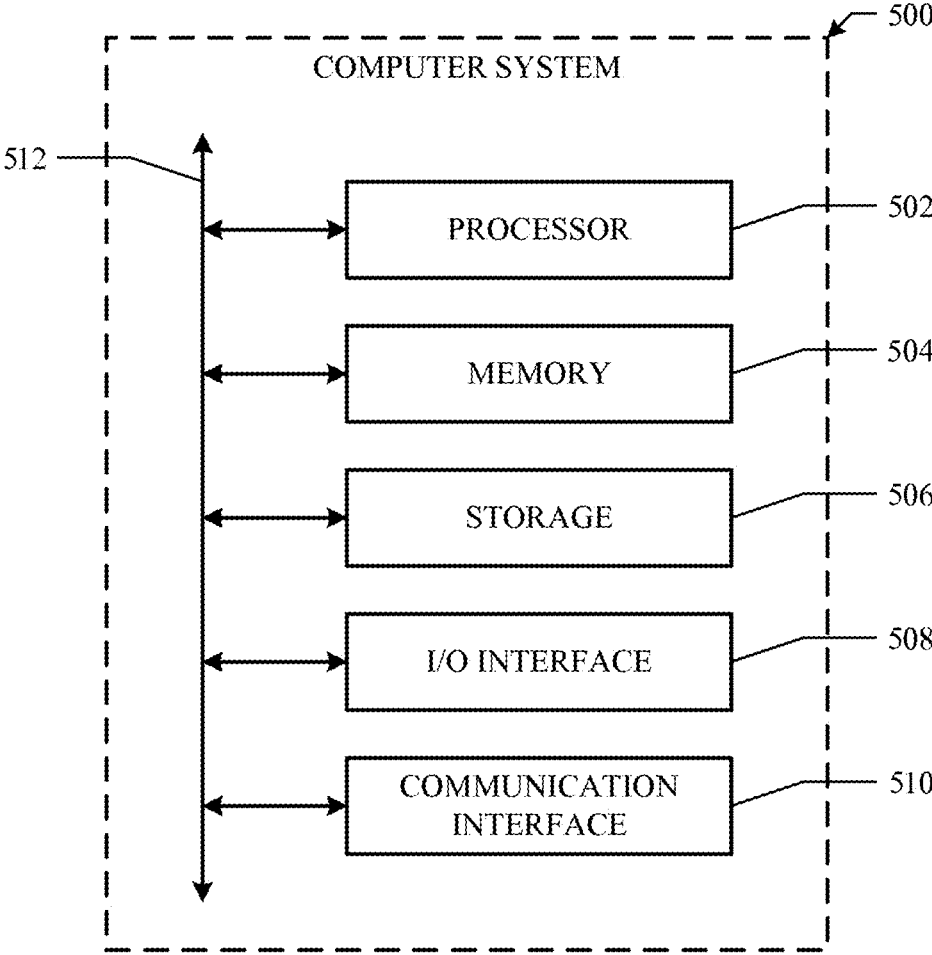 500
COMPUTER SYSTEM
512
PROCESSOR
502
MEMORY
504
STORAGE
506
I/O INTERFACE
508
COMMUNICATION
INTERFACE
510